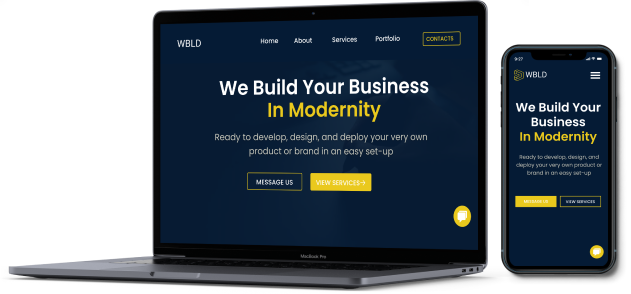 WBLD
Home About Services Portfolio CONTACTS
We Build Your Business
In Modernity
Ready to develop, design, and deploy your very own
product or brand in an easy set-up
MESSAGE US VIEW SERVICES→
MacBook Pro
9:27
WBLD
We Build Your
Business
In Modernity
Ready to develop, design, and
deploy your very own product or
brand in an easy set-up
MESSAGE US VIEW SERVICES